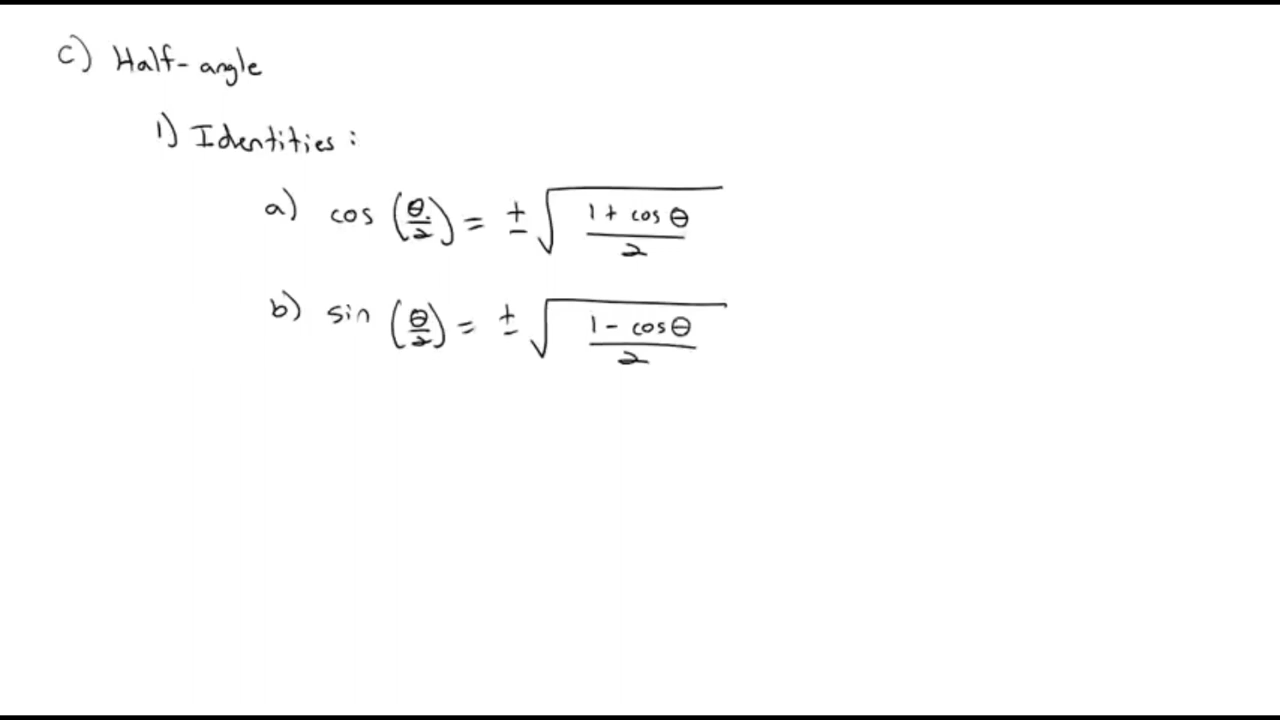 C) Half-angle
1) Identities:
a) cos (θ/2) = ± √((1 + cos θ)/2)
b) sin (θ/2) = ± √((1 - cos θ)/2)